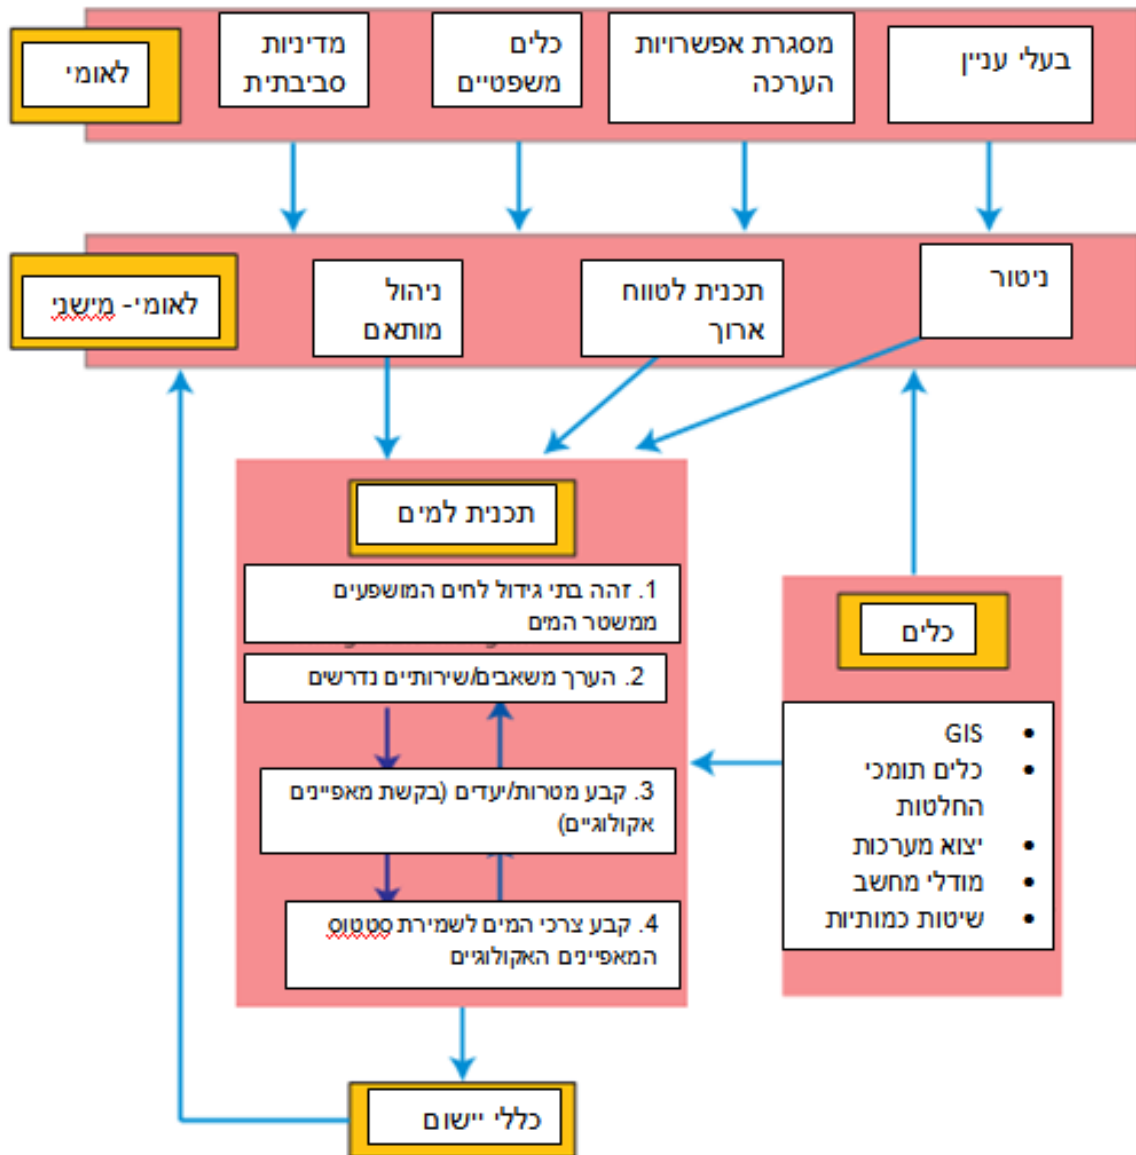 לאומי
מדיניות
סביבתית
כלים
משפטיים
מסגרת אפשרויות
הערכה
בעלי עניין
לאומי- מישני
ניהול
מותאם
תכנית לטווח
ארוך
ניטור
תכנית למים
1. זהה בתי גידול לחים המושפעים
ממשטר המים
2. הערך משאבים/שירותיים נדרשים
3. קבע מטרות/יעדים (בקשת מאפיינים
אקולוגיים)
4. קבע צרכי המים לשמירת סטטוס
המאפיינים האקולוגיים
כלים
• GIS
• כלים תומכי
החלטות
• יצוא מערכות
• מודלי מחשב
• שיטות כמותיות
כללי יישום